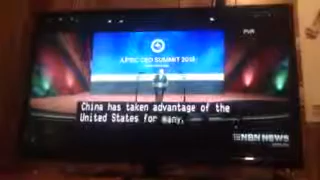 PVR
APEC CEO SUMMIT 2018
China has taken advantage of the
United States for many,
NBN NEWS